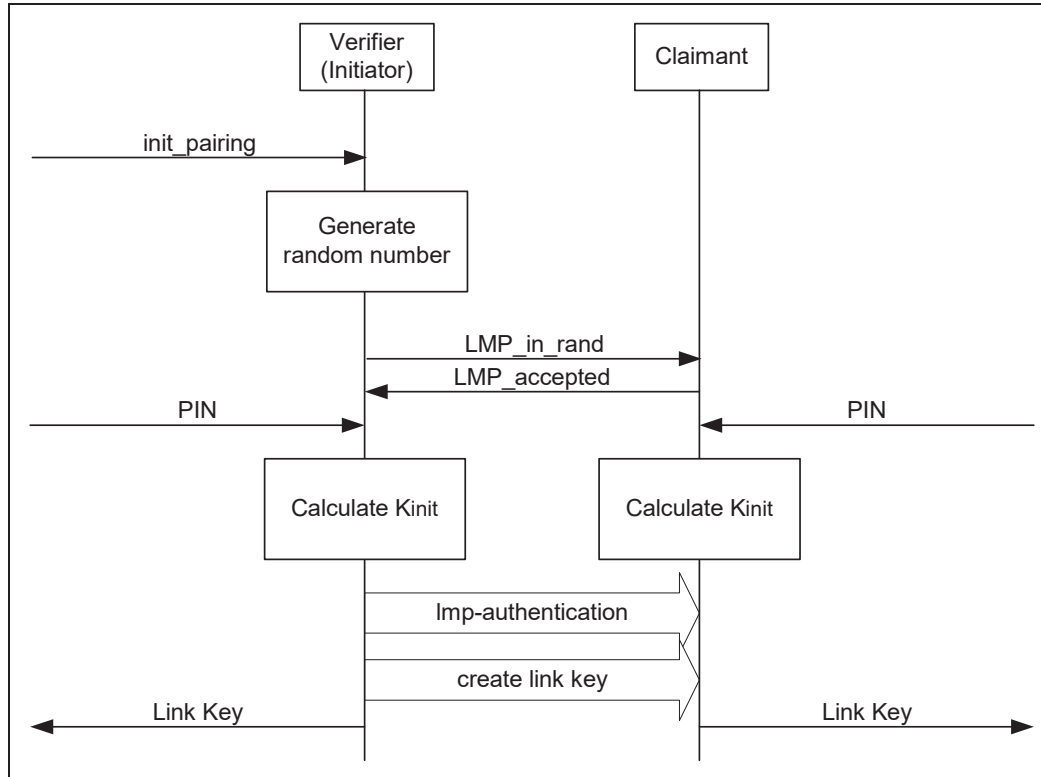 Verifier
(Initiator)
Claimant
init_pairing
Generate
random number
LMP_in_rand
LMP_accepted
PIN
PIN
Calculate Kinit
Calculate Kinit
lmp-authentication
create link key
Link Key
Link Key